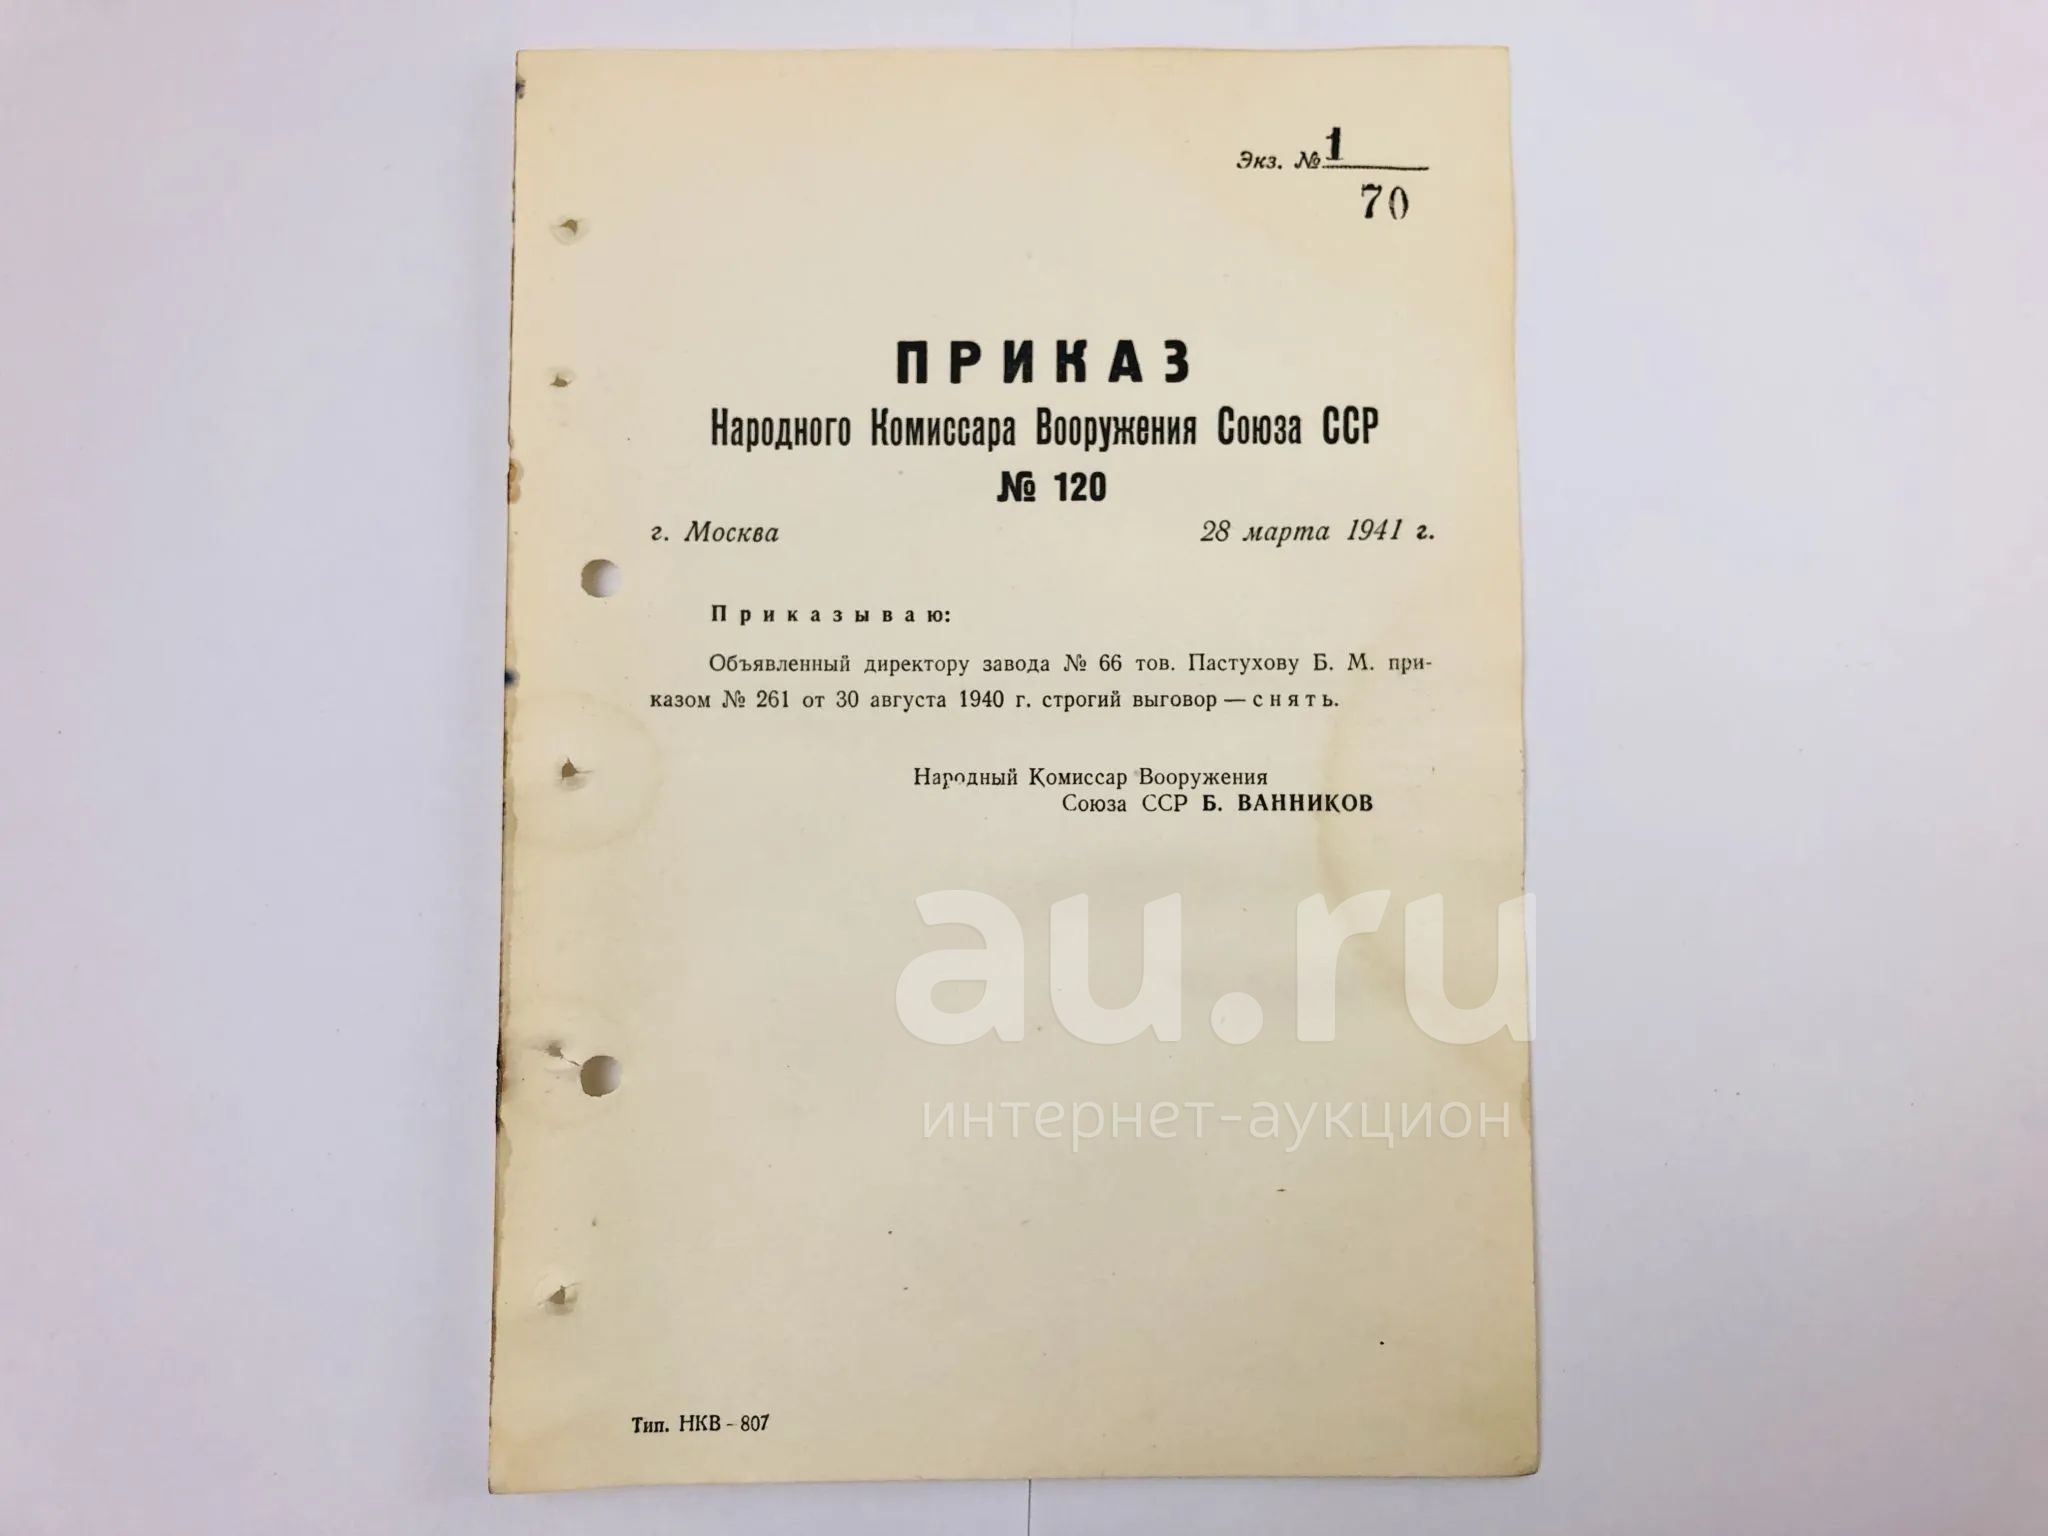 Экз. № 1
70
ПРИКАЗ
Народного Комиссара Вооружения Союза ССР
№ 120
г. Москва 28 марта 1941 г.
Приказываю:
Объявленный директору завода № 66 тов. Пастухову Б. М. при-
казом № 261 от 30 августа 1940 г. строгий выговор — снять.
Народный Комиссар Вооружения
Союза ССР Б. ВАННИКОВ
au.ru
интернет-аукцион
Тип. НКВ - 807